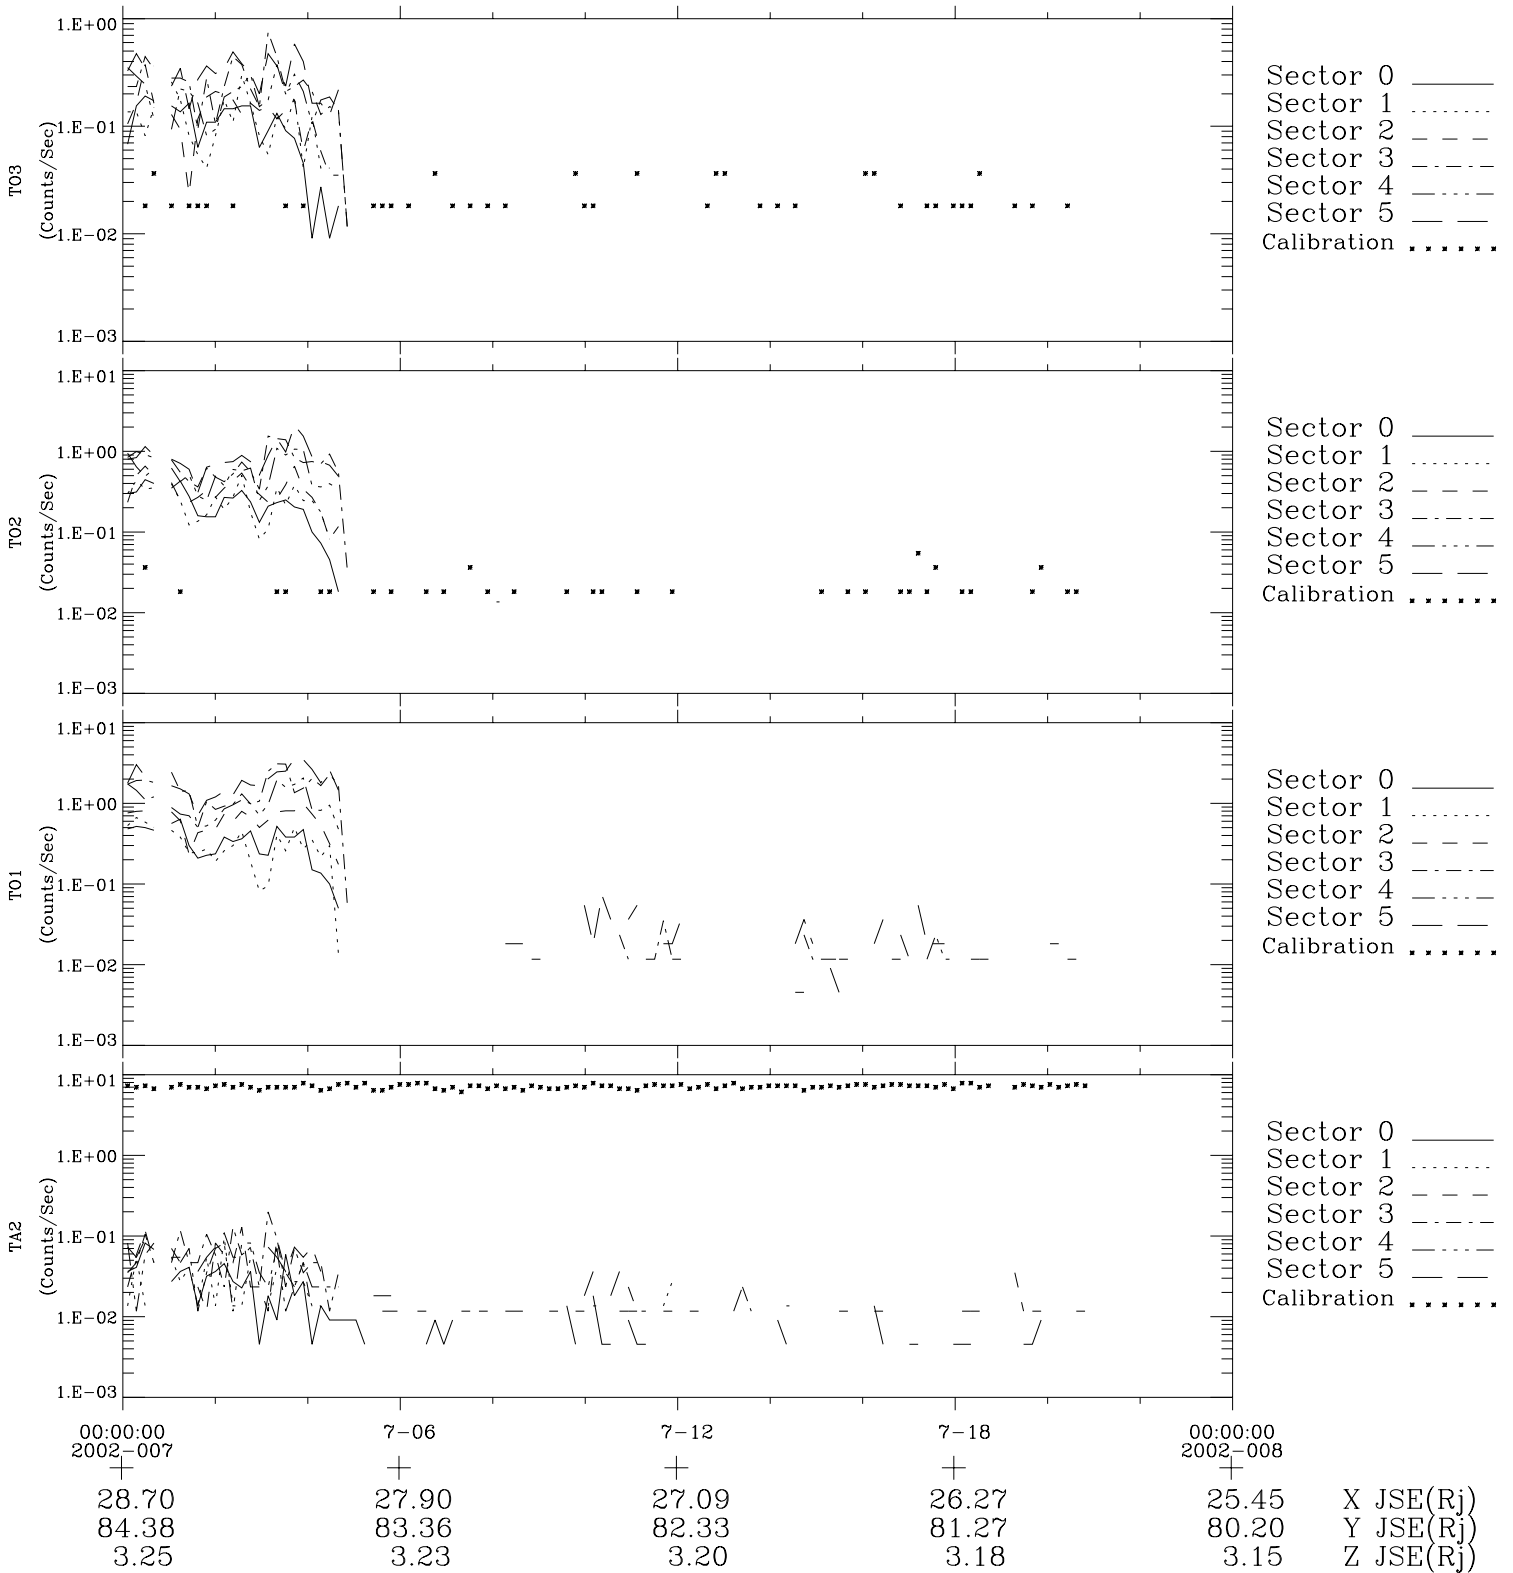 1.E+00
1.E-01
1.E-02
1.E-03
TO3
(Counts/Sec)
Sector 0
Sector 1
Sector 2
Sector 3
Sector 4
Sector 5
Calibration
1.E+01
1.E+00
1.E-01
1.E-02
1.E-03
TO2
(Counts/Sec)
Sector 0
Sector 1
Sector 2
Sector 3
Sector 4
Sector 5
Calibration
1.E+01
1.E+00
1.E-01
1.E-02
1.E-03
TO1
(Counts/Sec)
Sector 0
Sector 1
Sector 2
Sector 3
Sector 4
Sector 5
Calibration
1.E+01
1.E+00
1.E-01
1.E-02
1.E-03
TA2
(Counts/Sec)
Sector 0
Sector 1
Sector 2
Sector 3
Sector 4
Sector 5
Calibration
00:00:00 7-06 7-12 7-18 00:00:00
2002-007 2002-008
28.70 27.90 27.09 26.27 25.45 X JSE(Rj)
84.38 83.36 82.33 81.27 80.20 Y JSE(Rj)
3.25 3.23 3.20 3.18 3.15 Z JSE(Rj)